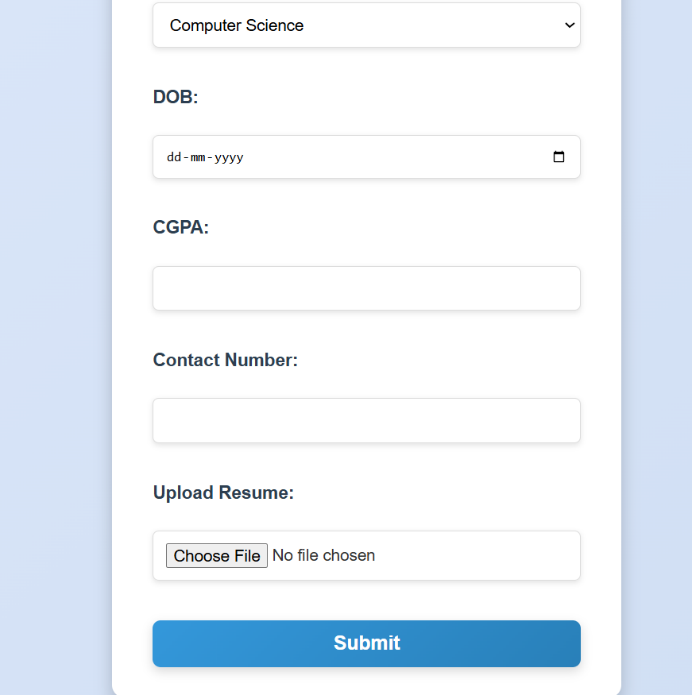 Computer Science
DOB:
dd-mm-yyyy
CGPA:
Contact Number:
Upload Resume:
Choose File No file chosen
Submit